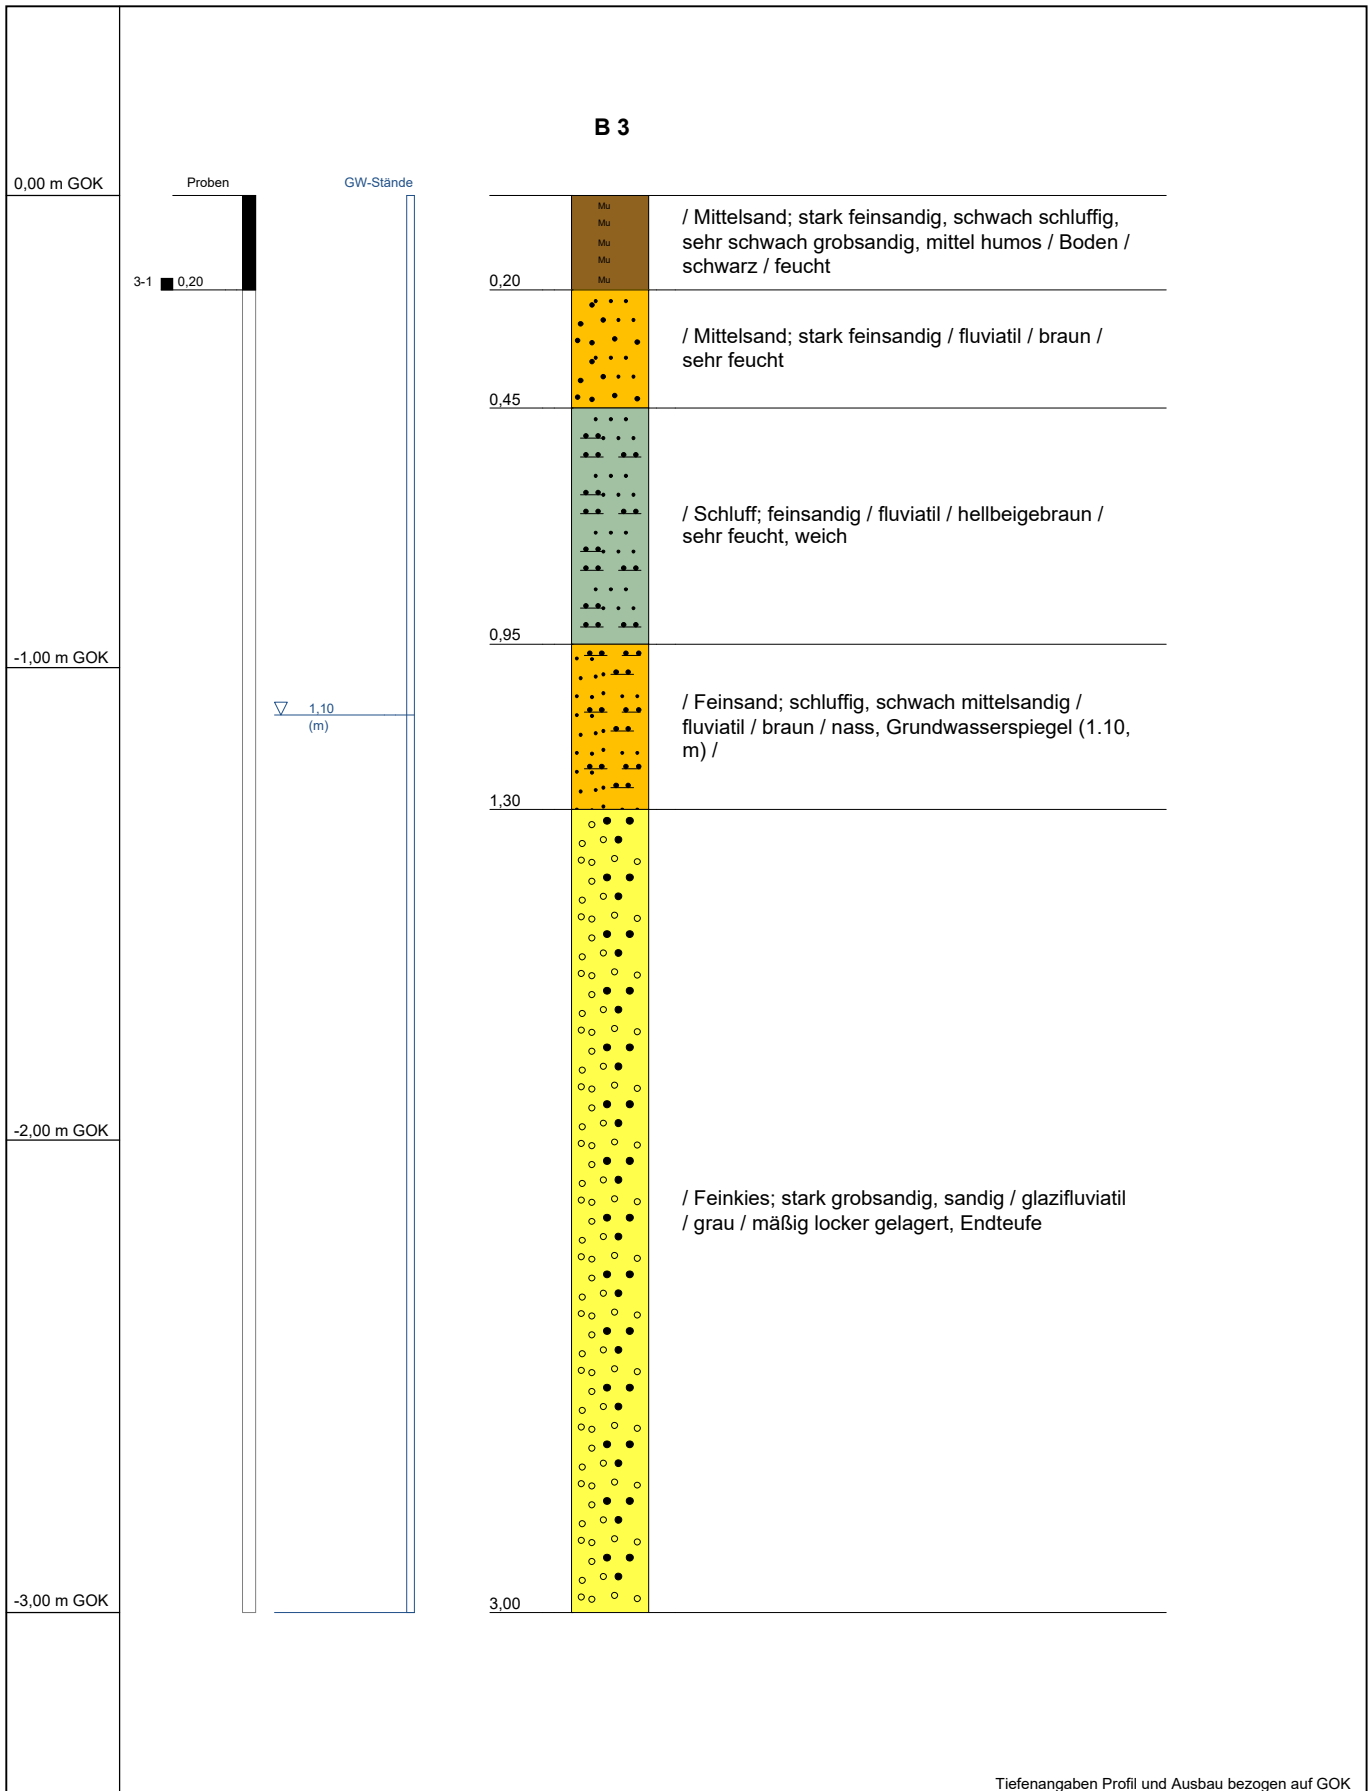 B 3
0,00 m GOK
Proben
GW-Stände
Mu
Mu
Mu
Mu
Mu
/ Mittelsand; stark feinsandig, schwach schluffig,
sehr schwach grobsandig, mittel humos / Boden /
schwarz / feucht
3-1 0,20
0,20
/ Mittelsand; stark feinsandig / fluviatil / braun /
sehr feucht
0,45
/ Schluff; feinsandig / fluviatil / hellbeigebraun /
sehr feucht, weich
0,95
-1,00 m GOK
1,10
(m)
/ Feinsand; schluffig, schwach mittelsandig /
fluviatil / braun / nass, Grundwasserspiegel (1.10,
m) /
1,30
-2,00 m GOK
/ Feinkies; stark grobsandig, sandig / glazifluviatil
/ grau / mäßig locker gelagert, Endteufe
-3,00 m GOK
3,00
Tiefenangaben Profil und Ausbau bezogen auf GOK